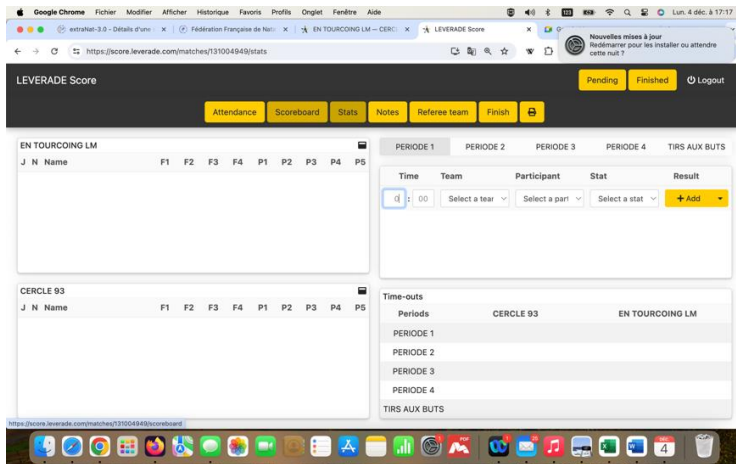 Google Chrome Fichier Modifier Afficher Historique Favoris Profils Onglet Fenêtre Aide Lun. 4 déc. à 17:17
extraNat-3.0 - Détails d'une Fédération Française de Nata EN TOURCOING LM — CERC LEVERADE Score
Nouvelles mises à jour
Redémarrer pour les installer ou attendre
cette nuit ?
https://score.leverade.com/matches/131004949/stats
LEVERADE Score Pending Finished Logout
Attendance Scoreboard Stats Notes Referee team Finish
EN TOURCOING LM
J N Name F1 F2 F3 F4 P1 P2 P3 P4 P5
PERIODE 1 PERIODE 2 PERIODE 3 PERIODE 4 TIRS AUX BUTS
Time Team Participant Stat Result
0 : 00 Select a tear Select a part Select a stat + Add
CERCLE 93
J N Name F1 F2 F3 F4 P1 P2 P3 P4 P5
Time-outs
Periods CERCLE 93 EN TOURCOING LM
PERIODE 1
PERIODE 2
PERIODE 3
PERIODE 4
TIRS AUX BUTS
https://score.leverade.com/matches/131004949/scoreboard